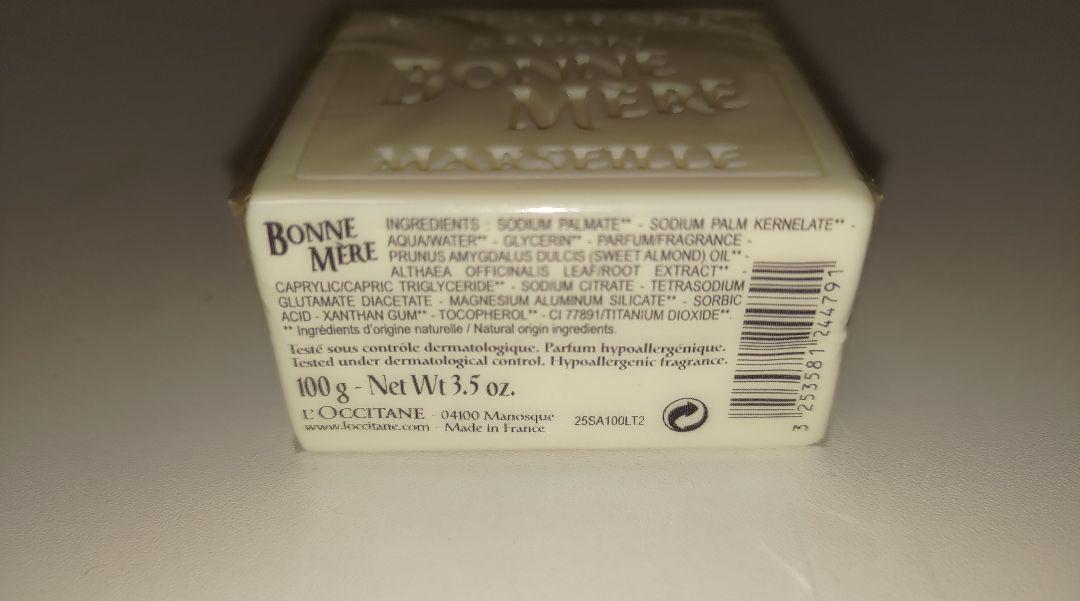 BONNE
MÈRE
MARSEILLE
BONNE
MÈRE
INGREDIENTS : SODIUM PALMATE** - SODIUM PALM KERNELATE** -
AQUA/WATER** - GLYCERIN** - PARFUM/FRAGRANCE -
PRUNUS AMYGDALUS DULCIS (SWEET ALMOND) OIL** -
ALTHAEA OFFICINALIS LEAF/ROOT EXTRACT** -
CAPRYLIC/CAPRIC TRIGLYCERIDE** - SODIUM CITRATE - TETRASODIUM
GLUTAMATE DIACETATE - MAGNESIUM ALUMINUM SILICATE** - SORBIC
ACID - XANTHAN GUM** - TOCOPHEROL** - CI 77891/TITANIUM DIOXIDE**.
** Ingrédients d'origine naturelle / Natural origin ingredients.
Testé sous contrôle dermatologique. Parfum hypoallergénique.
Tested under dermatological control. Hypoallergenic fragrance.
100 g - Net Wt 3.5 oz.
L'OCCITANE - 04100 Manosque
www.loccitane.com - Made in France
25SA100LT2
3 253581 244791